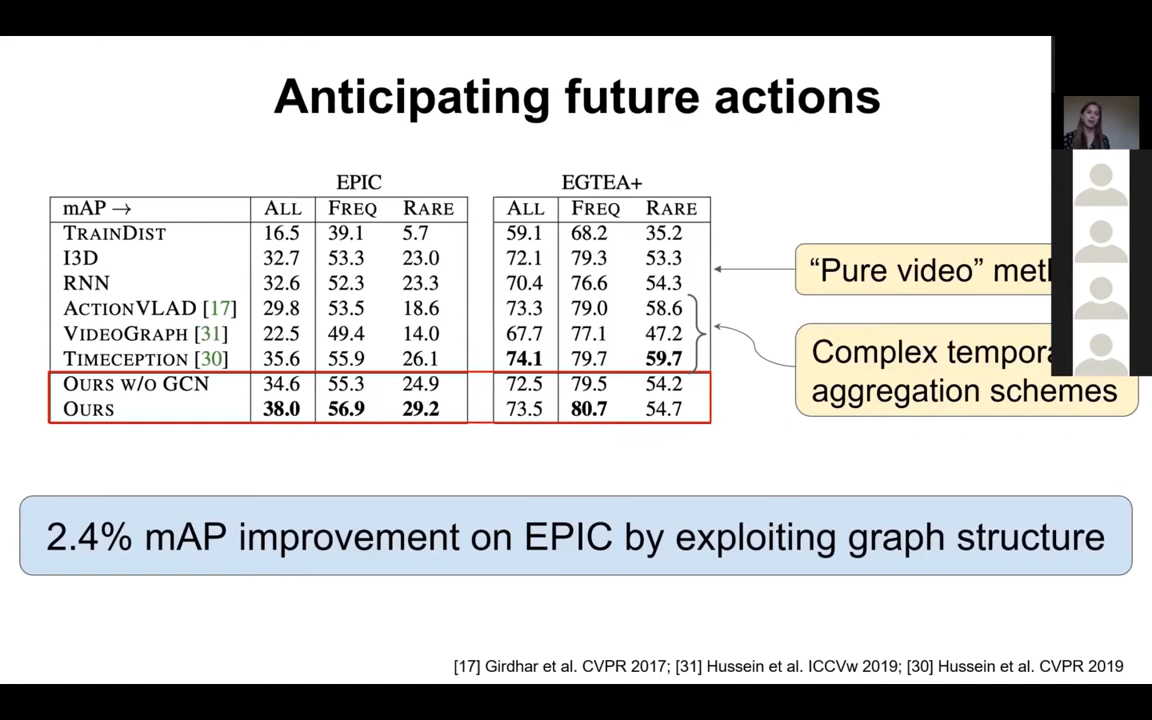 Anticipating future actions
EPIC EGTEA+
mAP → ALL FREQ RARE ALL FREQ RARE
TRAINDIST 16.5 39.1 5.7 59.1 68.2 35.2
I3D 32.7 53.3 23.0 72.1 79.3 53.3
RNN 32.6 52.3 23.3 70.4 76.6 54.3
ACTIONVLAD [17] 29.8 53.5 18.6 73.3 79.0 58.6
VIDEOGRAPH [31] 22.5 49.4 14.0 67.7 77.1 47.2
TIMECEPTION [30] 35.6 55.9 26.1 74.1 79.7 59.7
OURS W/O GCN 34.6 55.3 24.9 72.5 79.5 54.2
OURS 38.0 56.9 29.2 73.5 80.7 54.7
“Pure video”
Complex
aggregation schemes
2.4% mAP improvement on EPIC by exploiting graph structure
[17] Girdhar et al. CVPR 2017; [31] Hussein et al. ICCVw 2019; [30] Hussein et al. CVPR 2019